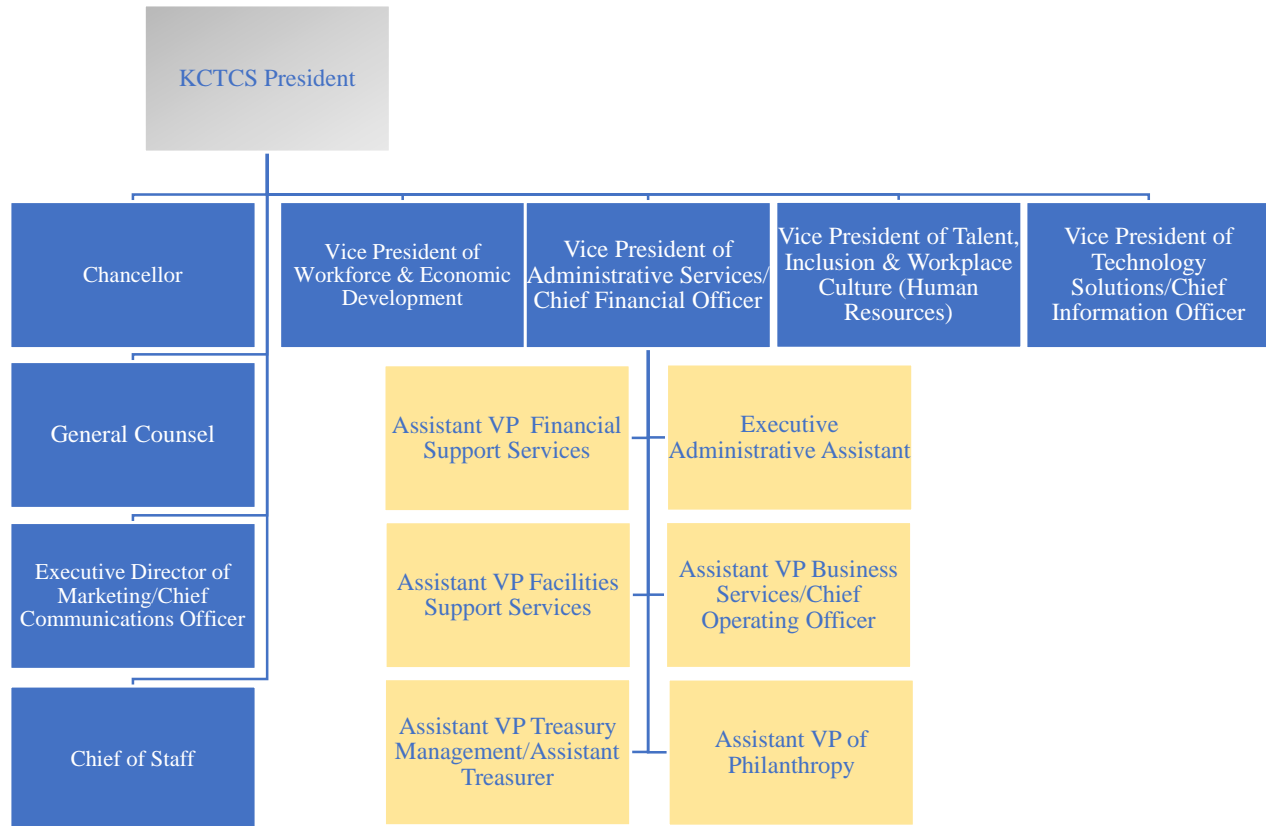 KCTCS President
Chancellor
Vice President of
Workforce & Economic
Development
Vice President of
Administrative Services/
Chief Financial Officer
Vice President of Talent,
Inclusion & Workplace
Culture (Human
Resources)
Vice President of
Technology
Solutions/Chief
Information Officer
General Counsel
Assistant VP Financial
Support Services
Executive
Administrative Assistant
Executive Director of
Marketing/Chief
Communications Officer
Assistant VP Facilities
Support Services
Assistant VP Business
Services/Chief
Operating Officer
Chief of Staff
Assistant VP Treasury
Management/Assistant
Treasurer
Assistant VP of
Philanthropy